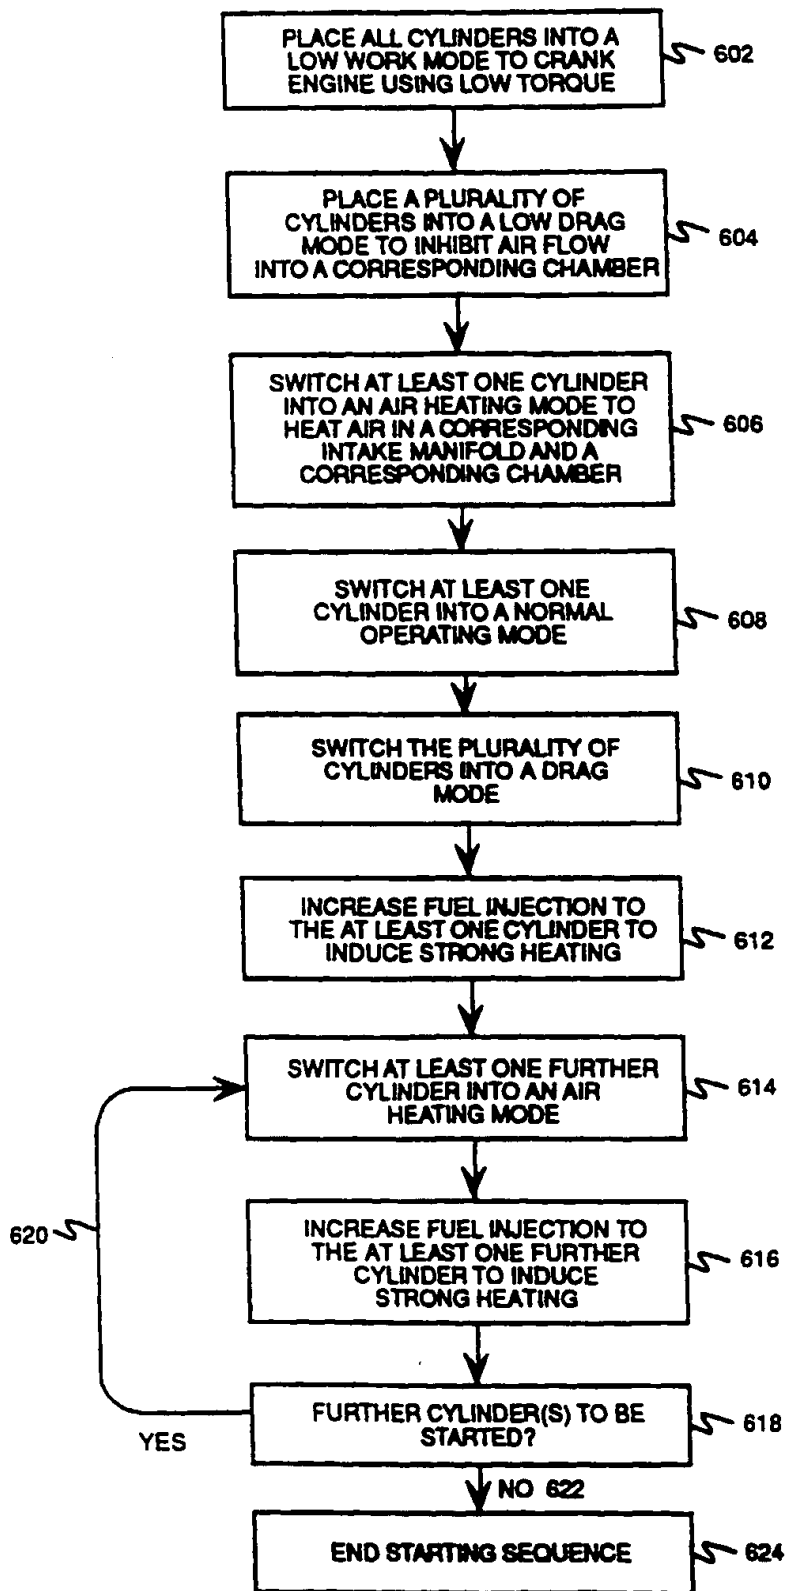 PLACE ALL CYLINDERS INTO A
LOW WORK MODE TO CRANK
ENGINE USING LOW TORQUE
602
PLACE A PLURALITY OF
CYLINDERS INTO A LOW DRAG
MODE TO INHIBIT AIR FLOW
INTO A CORRESPONDING CHAMBER
604
SWITCH AT LEAST ONE CYLINDER
INTO AN AIR HEATING MODE TO
HEAT AIR IN A CORRESPONDING
INTAKE MANIFOLD AND A
CORRESPONDING CHAMBER
606
SWITCH AT LEAST ONE
CYLINDER INTO A NORMAL
OPERATING MODE
608
SWITCH THE PLURALITY OF
CYLINDERS INTO A DRAG
MODE
610
INCREASE FUEL INJECTION TO
THE AT LEAST ONE CYLINDER TO
INDUCE STRONG HEATING
612
SWITCH AT LEAST ONE FURTHER
CYLINDER INTO AN AIR
HEATING MODE
614
INCREASE FUEL INJECTION TO
THE AT LEAST ONE FURTHER
CYLINDER TO INDUCE
STRONG HEATING
616
620
FURTHER CYLINDER(S) TO BE
STARTED?
618
YES
NO 622
END STARTING SEQUENCE
624